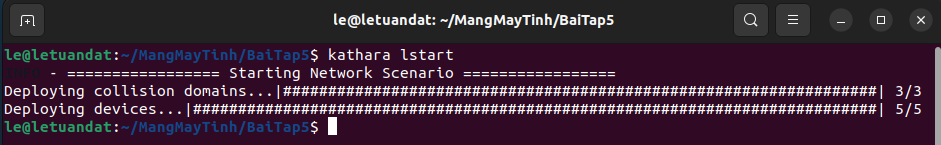 le@letuandat: ~/MangMayTinh/BaiTap5
le@letuandat:~/MangMayTinh/BaiTap5$ kathara lstart
- ================= Starting Network Scenario =================
Deploying collision domains...|###################################################################| 3/3
Deploying devices...|#############################################################################| 5/5
le@letuandat:~/MangMayTinh/BaiTap5$